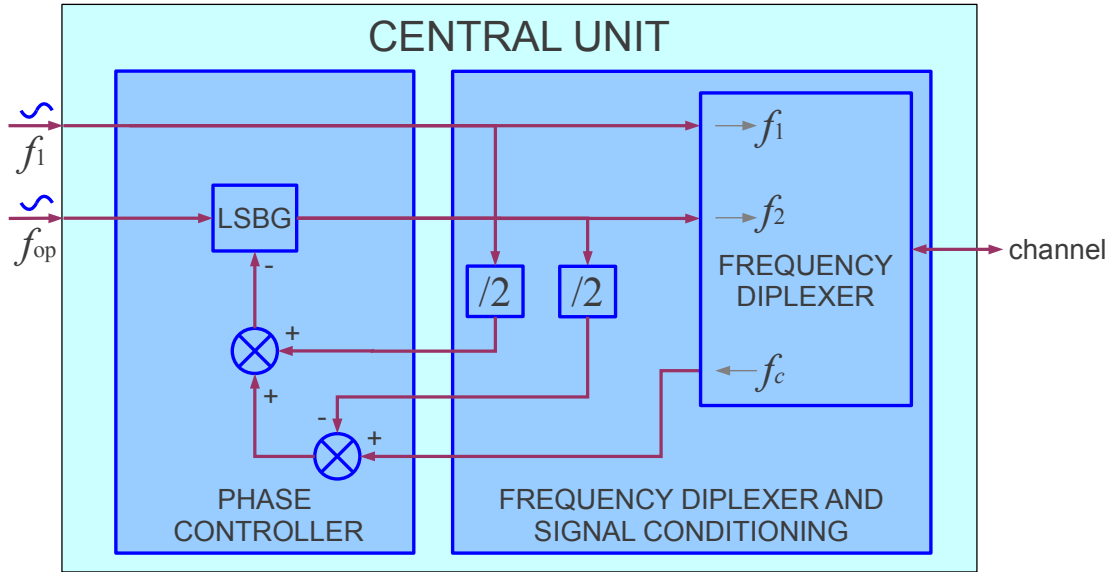 CENTRAL UNIT
f1
f1
LSBG
fop
f2
channel
-
FREQUENCY
DIPLEXER
/2
/2
+
fc
+
-
+
PHASE
CONTROLLER
FREQUENCY DIPLEXER AND
SIGNAL CONDITIONING